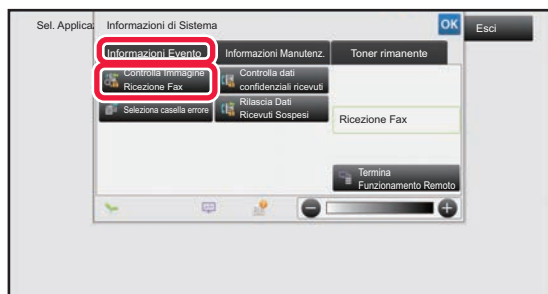 Sel. Applica
Informazioni di Sistema
OK
Esci
Informazioni Evento
Informazioni Manutenz.
Toner rimanente
Controlla Immagine
Ricezione Fax
Controlla dati
confidenziali ricevuti
Seleziona casella errore
Rilascia Dati
Ricevuti Sospesi
Ricezione Fax
Termina
Funzionamento Remoto